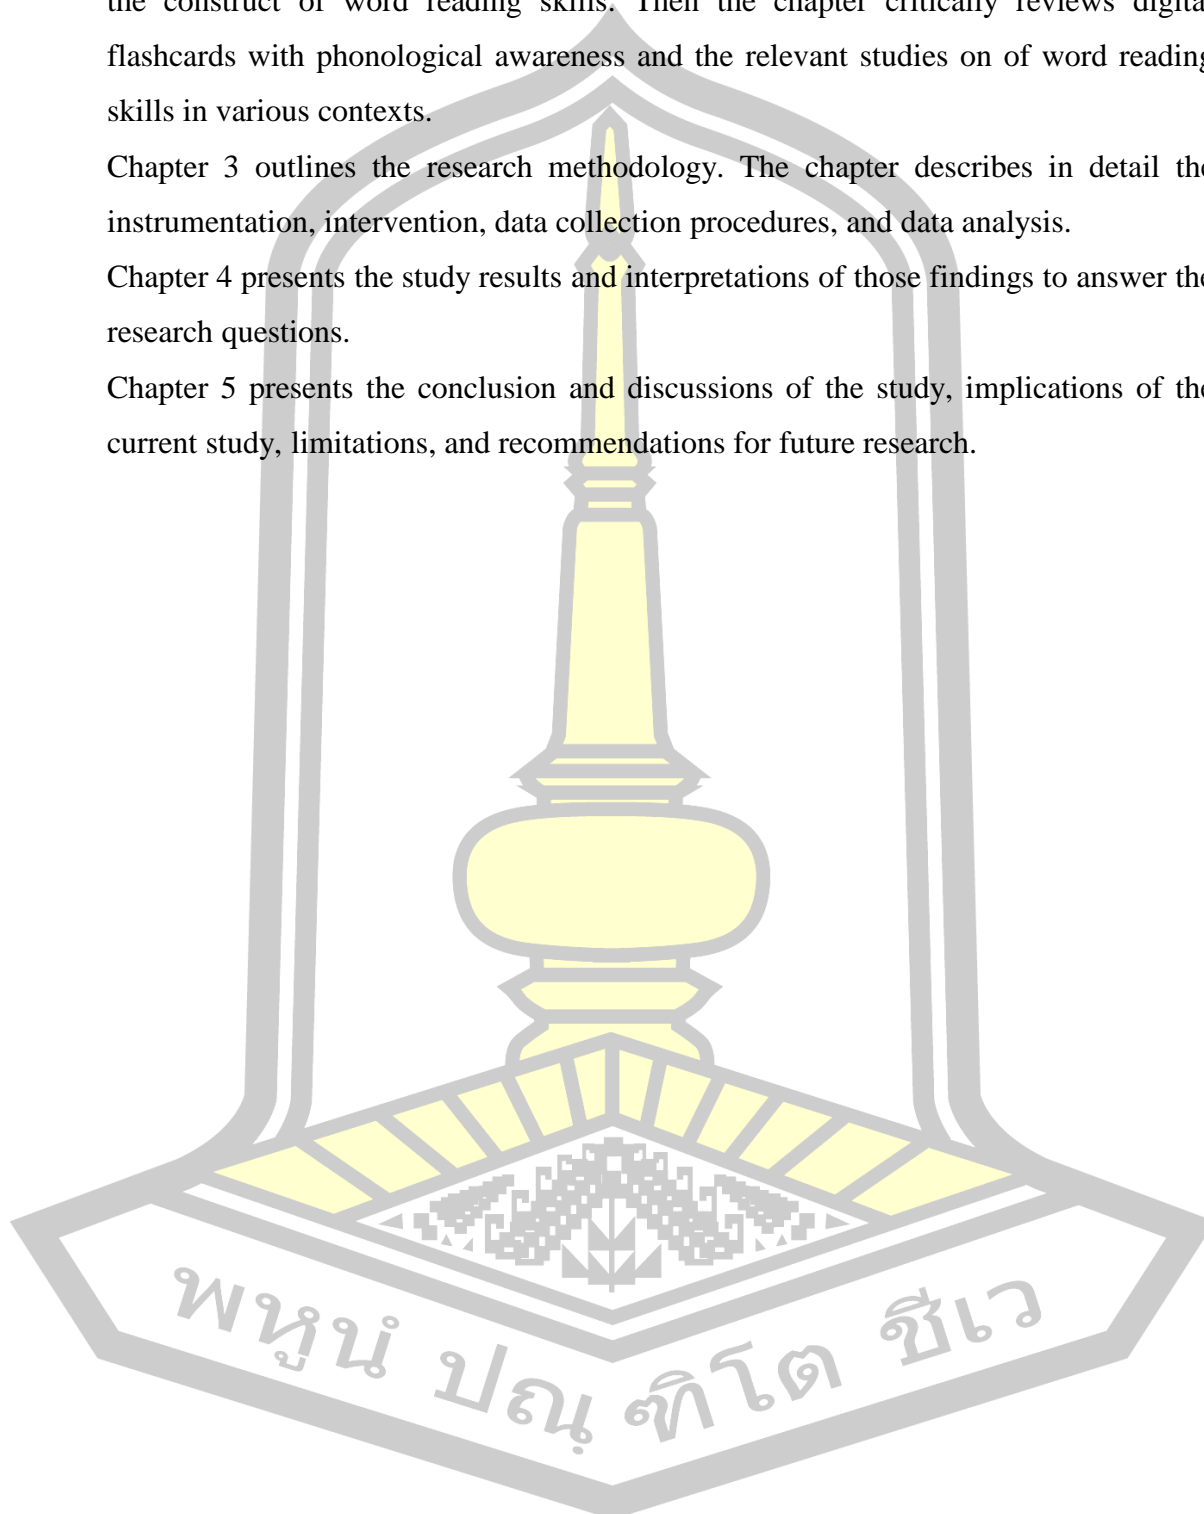 the construct of word reading skills. Then the chapter critically reviews digital
flashcards with phonological awareness and the relevant studies on of word reading
skills in various contexts.
Chapter 3 outlines the research methodology. The chapter describes in detail the
instrumentation, intervention, data collection procedures, and data analysis.
Chapter 4 presents the study results and interpretations of those findings to answer the
research questions.
Chapter 5 presents the conclusion and discussions of the study, implications of the
current study, limitations, and recommendations for future research.
พหูนํ ปณฺฑิโต ชีเว